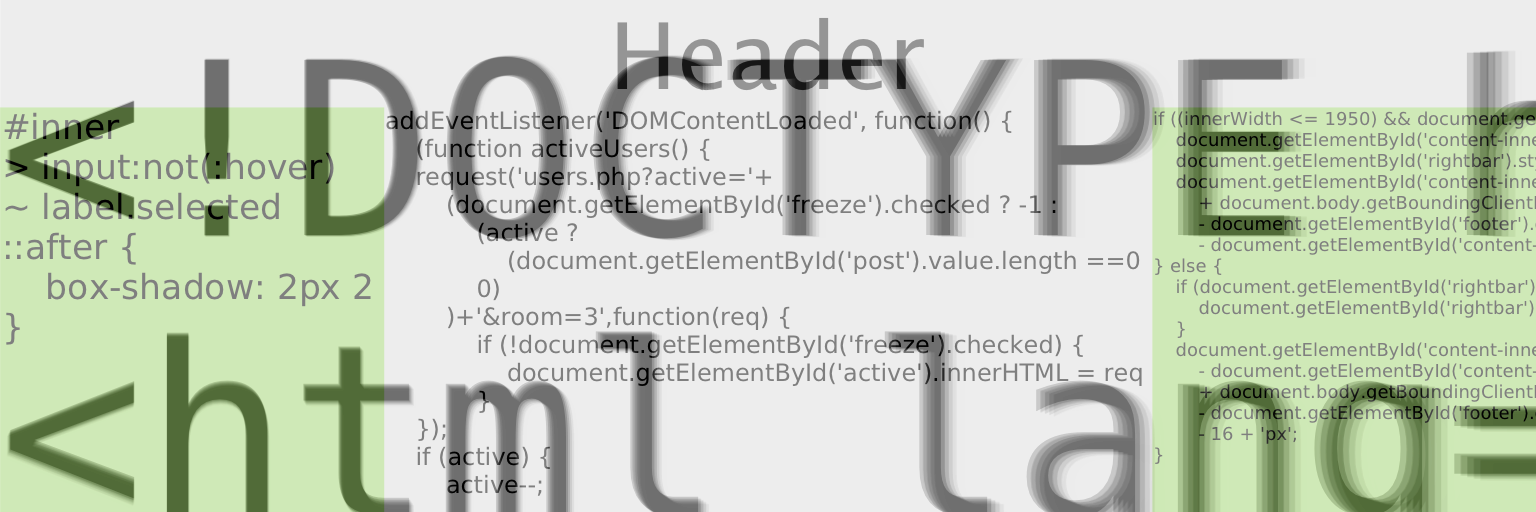 Header
<!DOCTYPE h
<html lang=
#inner
> input:not(:hover)
~ label.selected
::after {
box-shadow: 2px 2
}
addEventListener('DOMContentLoaded', function() {
(function activeUsers() {
request('users.php?active='+
(document.getElementById('freeze').checked ? -1 :
(active ?
(document.getElementById('post').value.length ==0
0)
)+'&room=3',function(req) {
if (!document.getElementById('freeze').checked) {
document.getElementById('active').innerHTML = req
}
});
if (active) {
active--;
if ((innerWidth <= 1950) && document.ge
document.getElementById('content-inne
document.getElementById('rightbar').sty
document.getElementById('content-inne
+ document.body.getBoundingClientI
- document.getElementById('footer').
- document.getElementById('content-
} else {
if (document.getElementById('rightbar')
document.getElementById('rightbar')
}
document.getElementById('content-inne
- document.getElementById('content-
+ document.body.getBoundingClientI
- document.getElementById('footer').
- 16 + 'px';
}